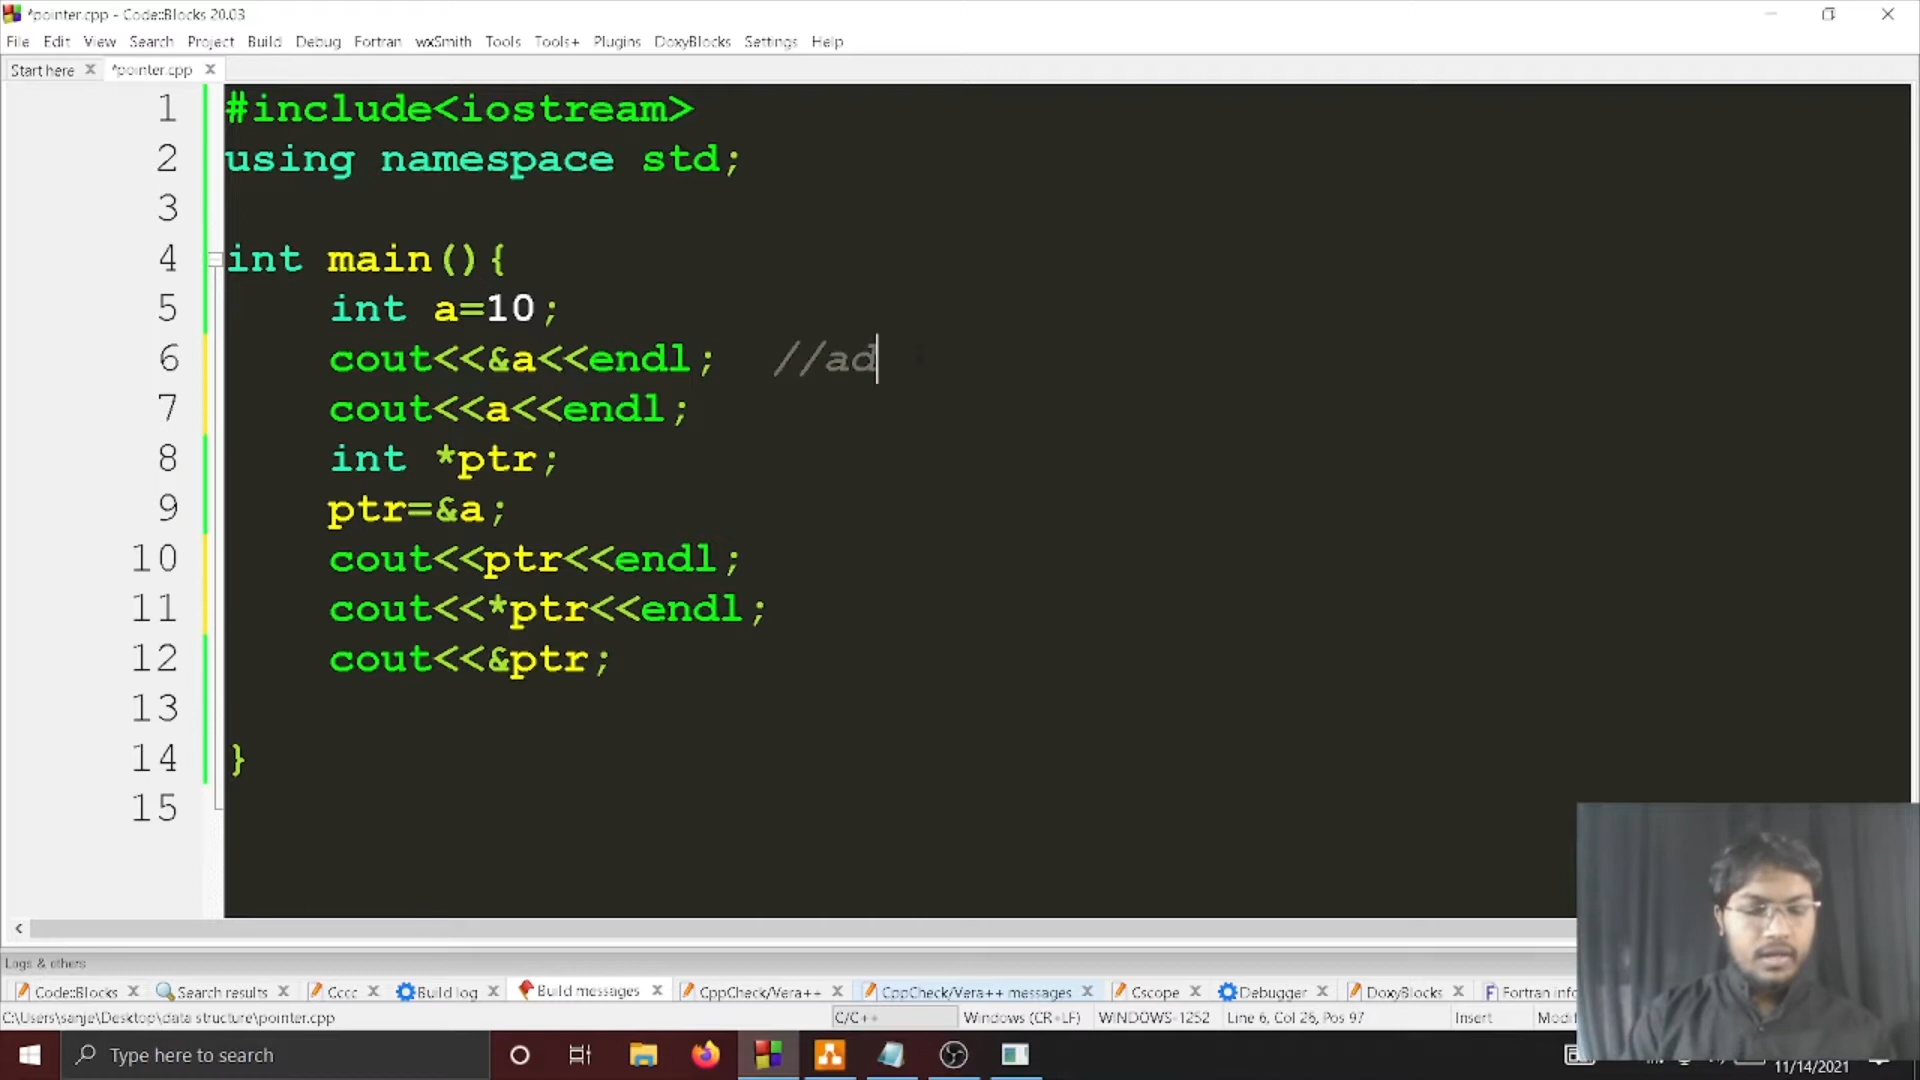 *pointer.cpp - Code::Blocks 20.03
File Edit View Search Project Build Debug Fortran wxSmith Tools Tools+ Plugins DoxyBlocks Settings Help
Start here *pointer.cpp
1 #include<iostream>
2 using namespace std;
3
4 int main(){
5 int a=10;
6 cout<<&a<<endl; //ad
7 cout<<a<<endl;
8 int *ptr;
9 ptr=&a;
10 cout<<ptr<<endl;
11 cout<<*ptr<<endl;
12 cout<<&ptr;
13
14 }
15
Logs & others
Code::Blocks Search results Cccc Build log Build messages CppCheck/Vera++ CppCheck/Vera++ messages Cscope Debugger DoxyBlocks Fortran info
C:\Users\sanje\Desktop\data structure\pointer.cpp C/C++ Windows (CR+LF) WINDOWS-1252 Line 6, Col 26, Pos 97 Insert Modi
Type here to search
11/14/2021